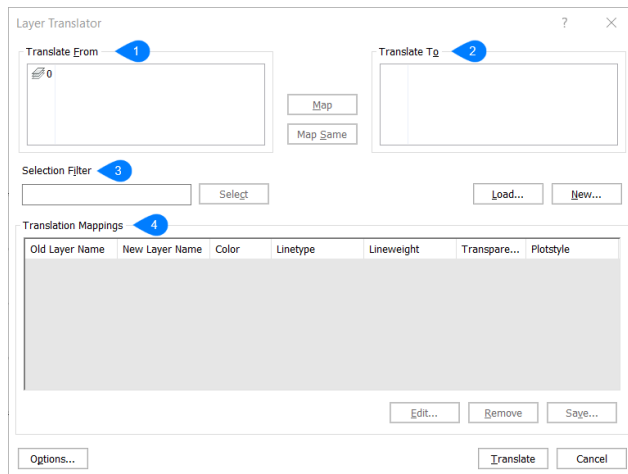 Layer Translator ? ×
Translate From 1 Translate To 2
0
Map
Map Same
Selection Filter 3
Select Load... New...
Translation Mappings 4
Old Layer Name New Layer Name Color Linetype Lineweight Transpare... Plotstyle
Edit... Remove Save...
Options... Translate Cancel